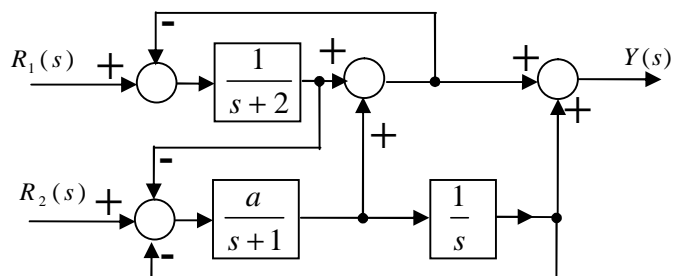 -
R₁(s) + 1/(s+2) + + + Y(s)
+
+
-
R₂(s) + a/(s+1) 1/s
-